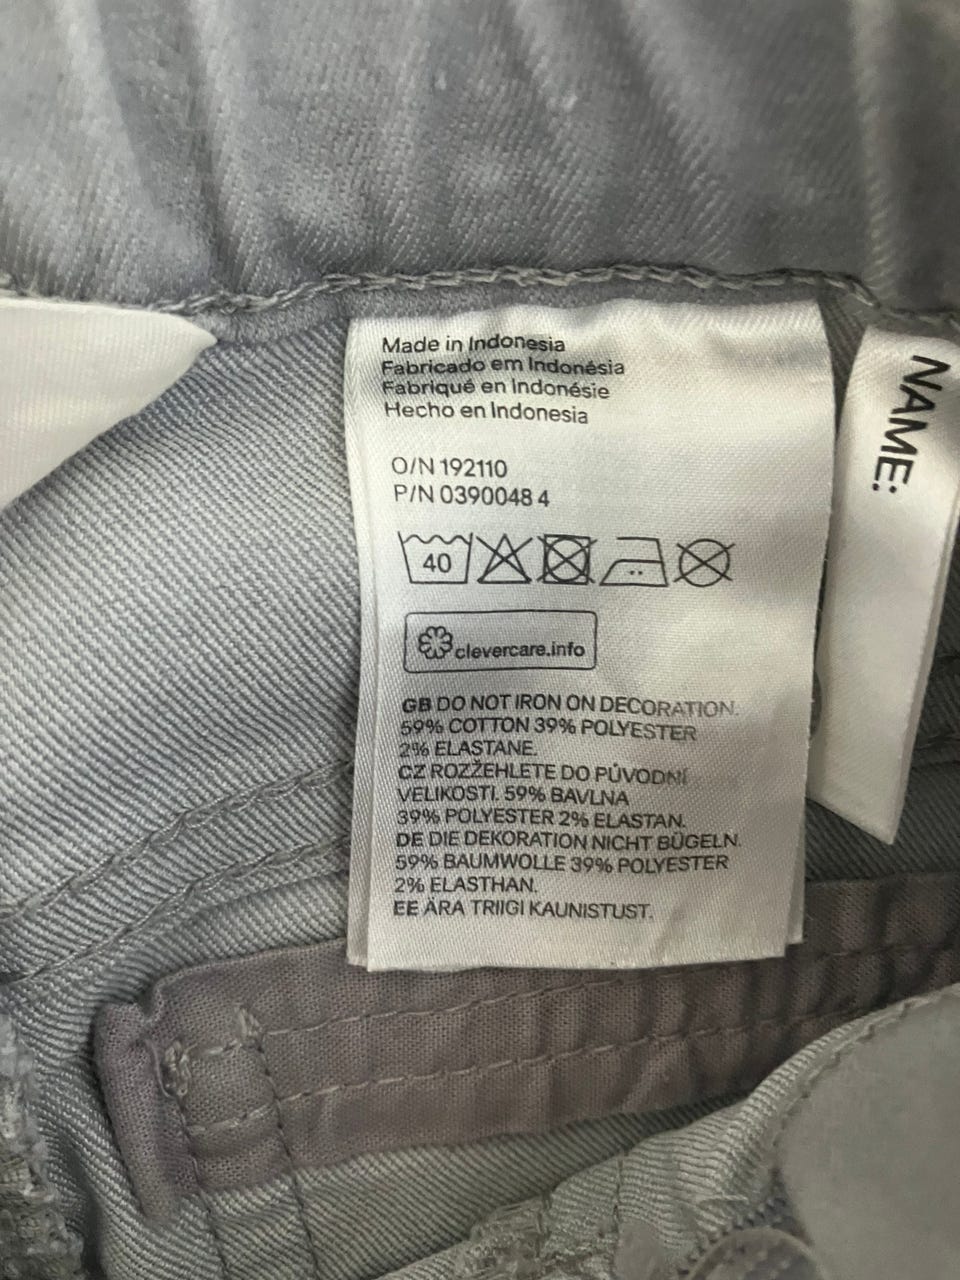 Made in Indonesia
Fabricado em Indonésia
Fabriqué en Indonésie
Hecho en Indonesia
O/N 192110
P/N 0390048 4
40
clevercare.info
GB DO NOT IRON ON DECORATION.
59% COTTON 39% POLYESTER
2% ELASTANE.
CZ ROZŽEHLETE DO PŮVODNÍ
VELIKOSTI. 59% BAVLNA
39% POLYESTER 2% ELASTAN.
DE DIE DEKORATION NICHT BÜGELN.
59% BAUMWOLLE 39% POLYESTER
2% ELASTHAN.
EE ÄRA TRIIGI KAUNISTUST.
NAME: